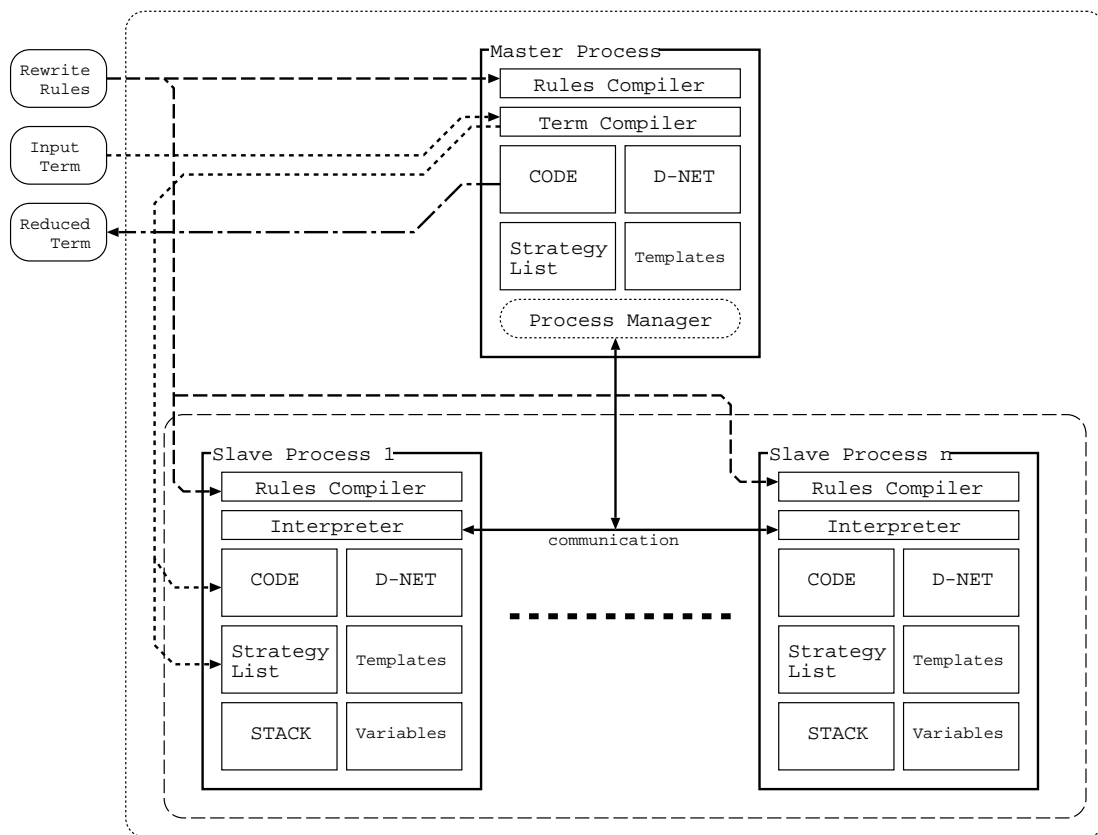 Rewrite
Rules
Input
Term
Reduced
Term
Master Process
Rules Compiler
Term Compiler
CODE
D-NET
Strategy
List
Templates
Process Manager
Slave Process 1
Rules Compiler
Interpreter
CODE
D-NET
Strategy
List
Templates
STACK
Variables
communication
Slave Process n
Rules Compiler
Interpreter
CODE
D-NET
Strategy
List
Templates
STACK
Variables